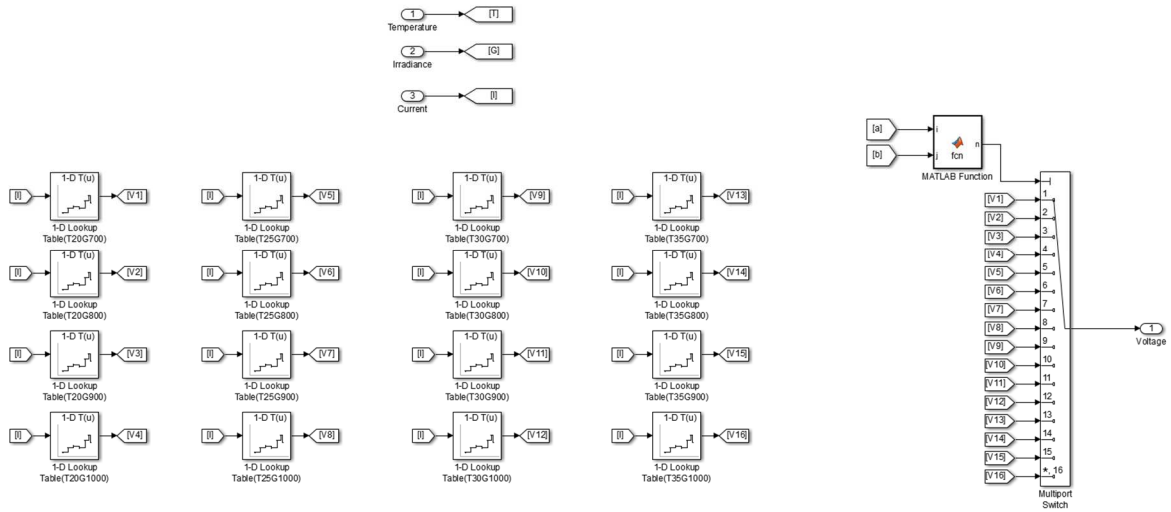 1
[T]
Temperature
2
[G]
Irradiance
3
[I]
Current
[a]
[b]
i
j
n
fcn
MATLAB Function
1-D T(u)
1-D T(u)
1-D T(u)
1-D T(u)
[I]
[V1]
[I]
[V5]
[I]
[V9]
[I]
[V13]
1-D Lookup
Table(T20G700)
1-D Lookup
Table(T25G700)
1-D Lookup
Table(T30G700)
1-D Lookup
Table(T35G700)
1-D T(u)
1-D T(u)
1-D T(u)
1-D T(u)
[I]
[V2]
[I]
[V6]
[I]
[V10]
[I]
[V14]
1-D Lookup
Table(T20G800)
1-D Lookup
Table(T25G800)
1-D Lookup
Table(T30G800)
1-D Lookup
Table(T35G800)
1-D T(u)
1-D T(u)
1-D T(u)
1-D T(u)
[I]
[V3]
[I]
[V7]
[I]
[V11]
[I]
[V15]
1-D Lookup
Table(T20G900)
1-D Lookup
Table(T25G900)
1-D Lookup
Table(T30G900)
1-D Lookup
Table(T35G900)
1-D T(u)
1-D T(u)
1-D T(u)
1-D T(u)
[I]
[V4]
[I]
[V8]
[I]
[V12]
[I]
[V16]
1-D Lookup
Table(T20G1000)
1-D Lookup
Table(T25G1000)
1-D Lookup
Table(T30G1000)
1-D Lookup
Table(T35G1000)
[V1] 1
[V2] 2
[V3] 3
[V4] 4
[V5] 5
[V6] 6
[V7] 7
[V8] 8
[V9] 9
[V10] 10
[V11] 11
[V12] 12
[V13] 13
[V14] 14
[V15] 15
[V16] *, 16
Multiport
Switch
1
Voltage